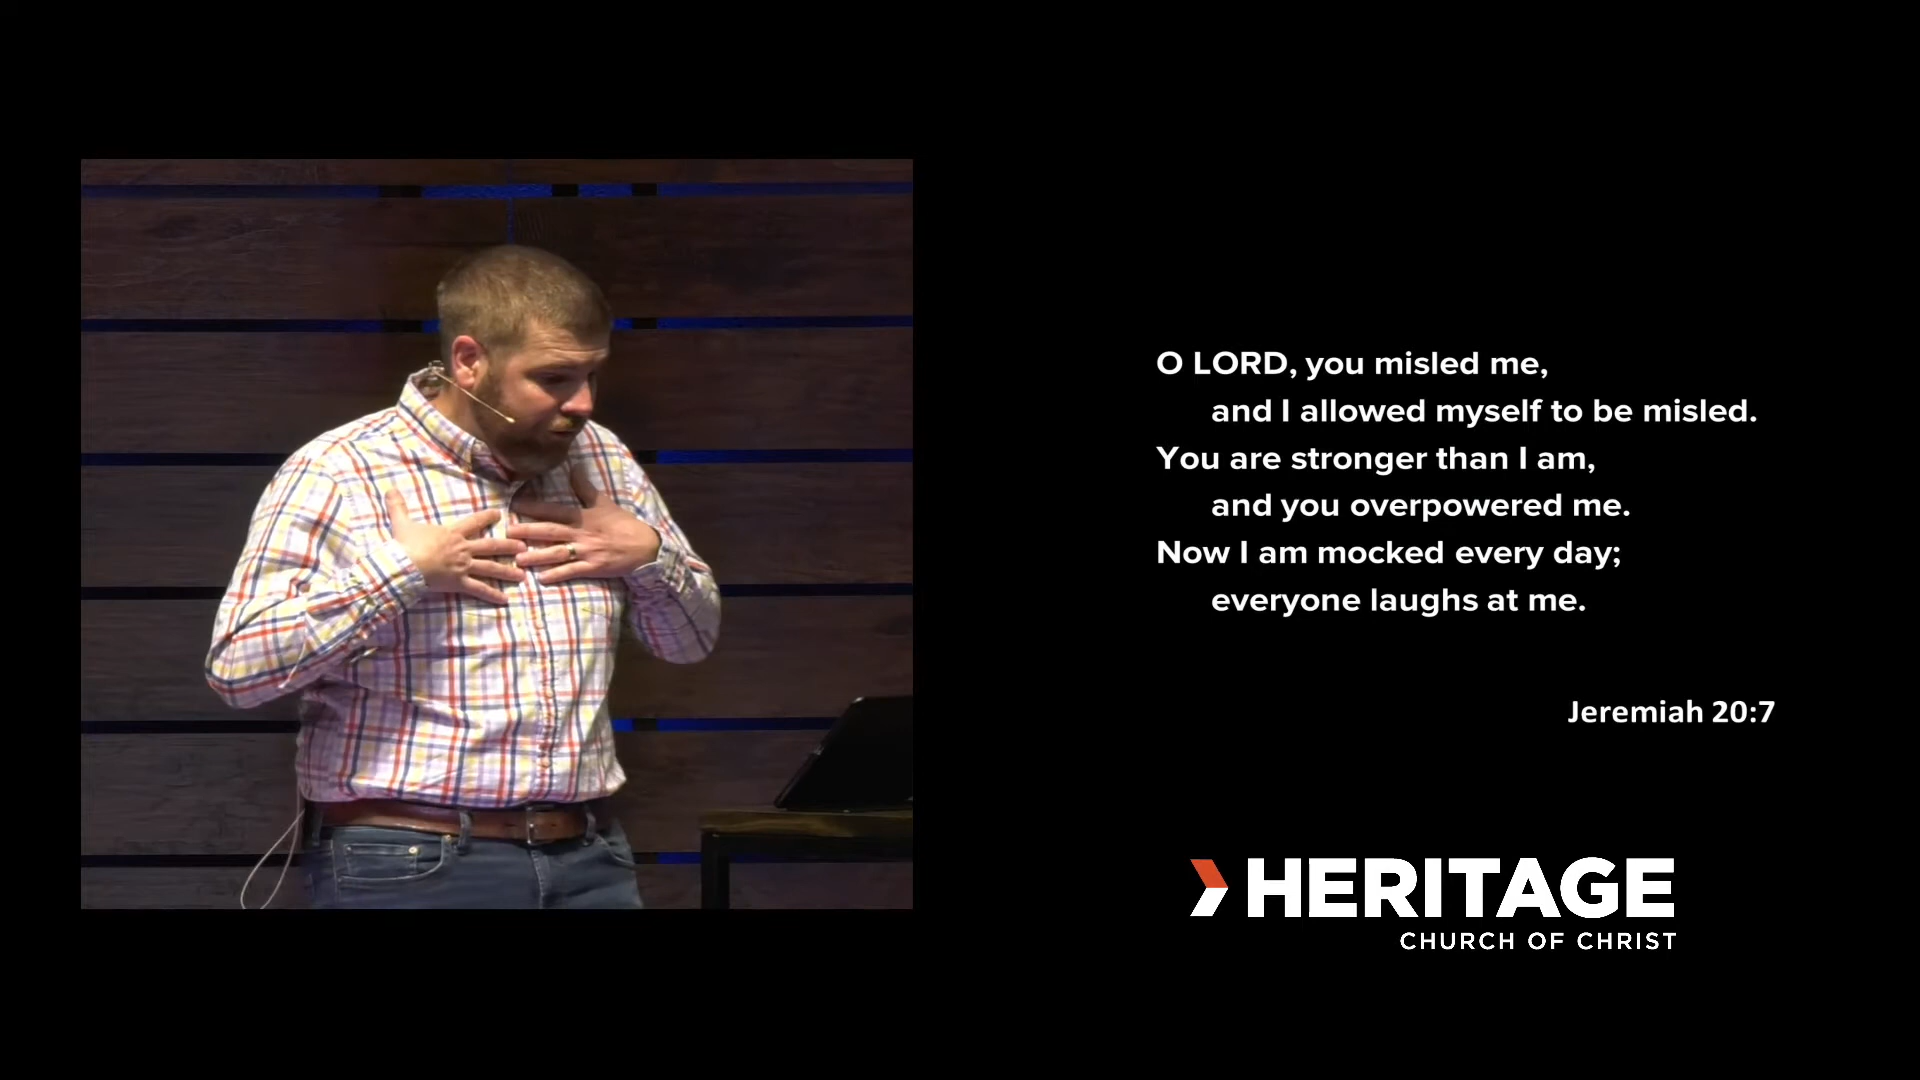 O LORD, you misled me,
and I allowed myself to be misled.
You are stronger than I am,
and you overpowered me.
Now I am mocked every day;
everyone laughs at me.
Jeremiah 20:7
HERITAGE
CHURCH OF CHRIST